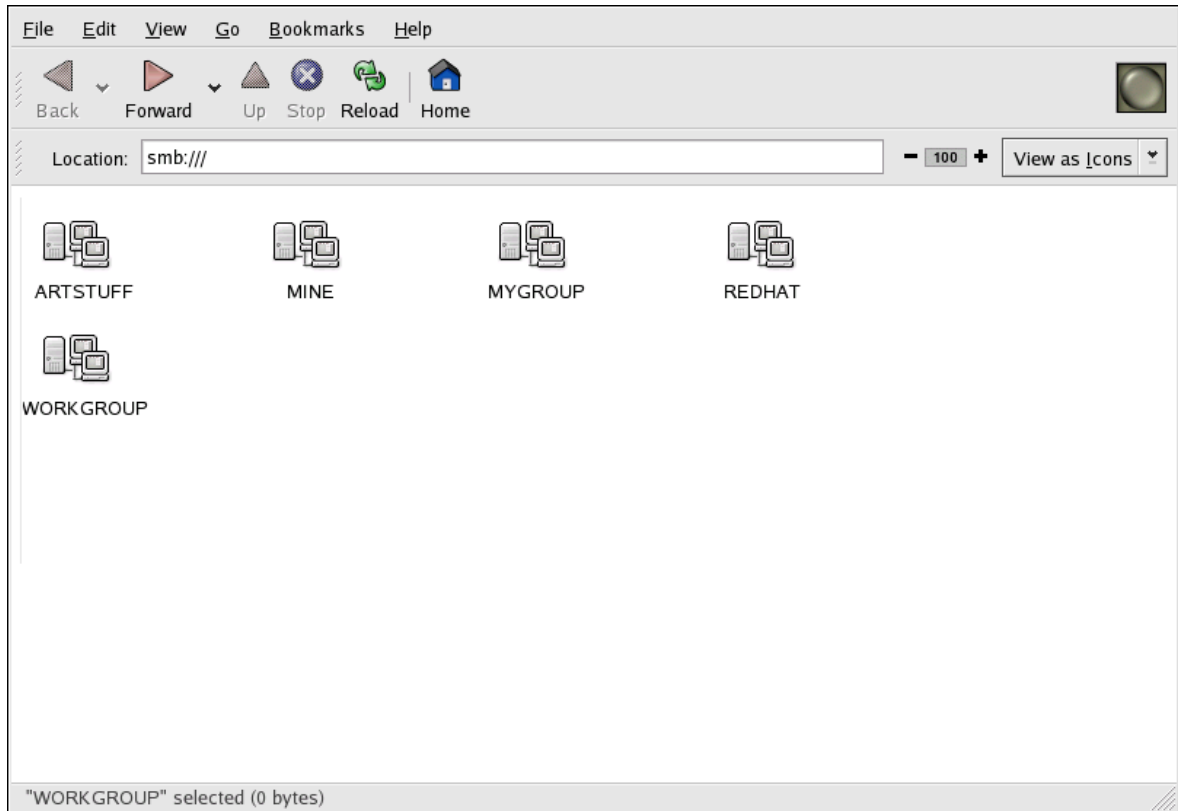 File Edit View Go Bookmarks Help
Back Forward Up Stop Reload Home
Location: smb:/// 100 View as Icons
ARTSTUFF MINE MYGROUP REDHAT
WORKGROUP
"WORKGROUP" selected (0 bytes)